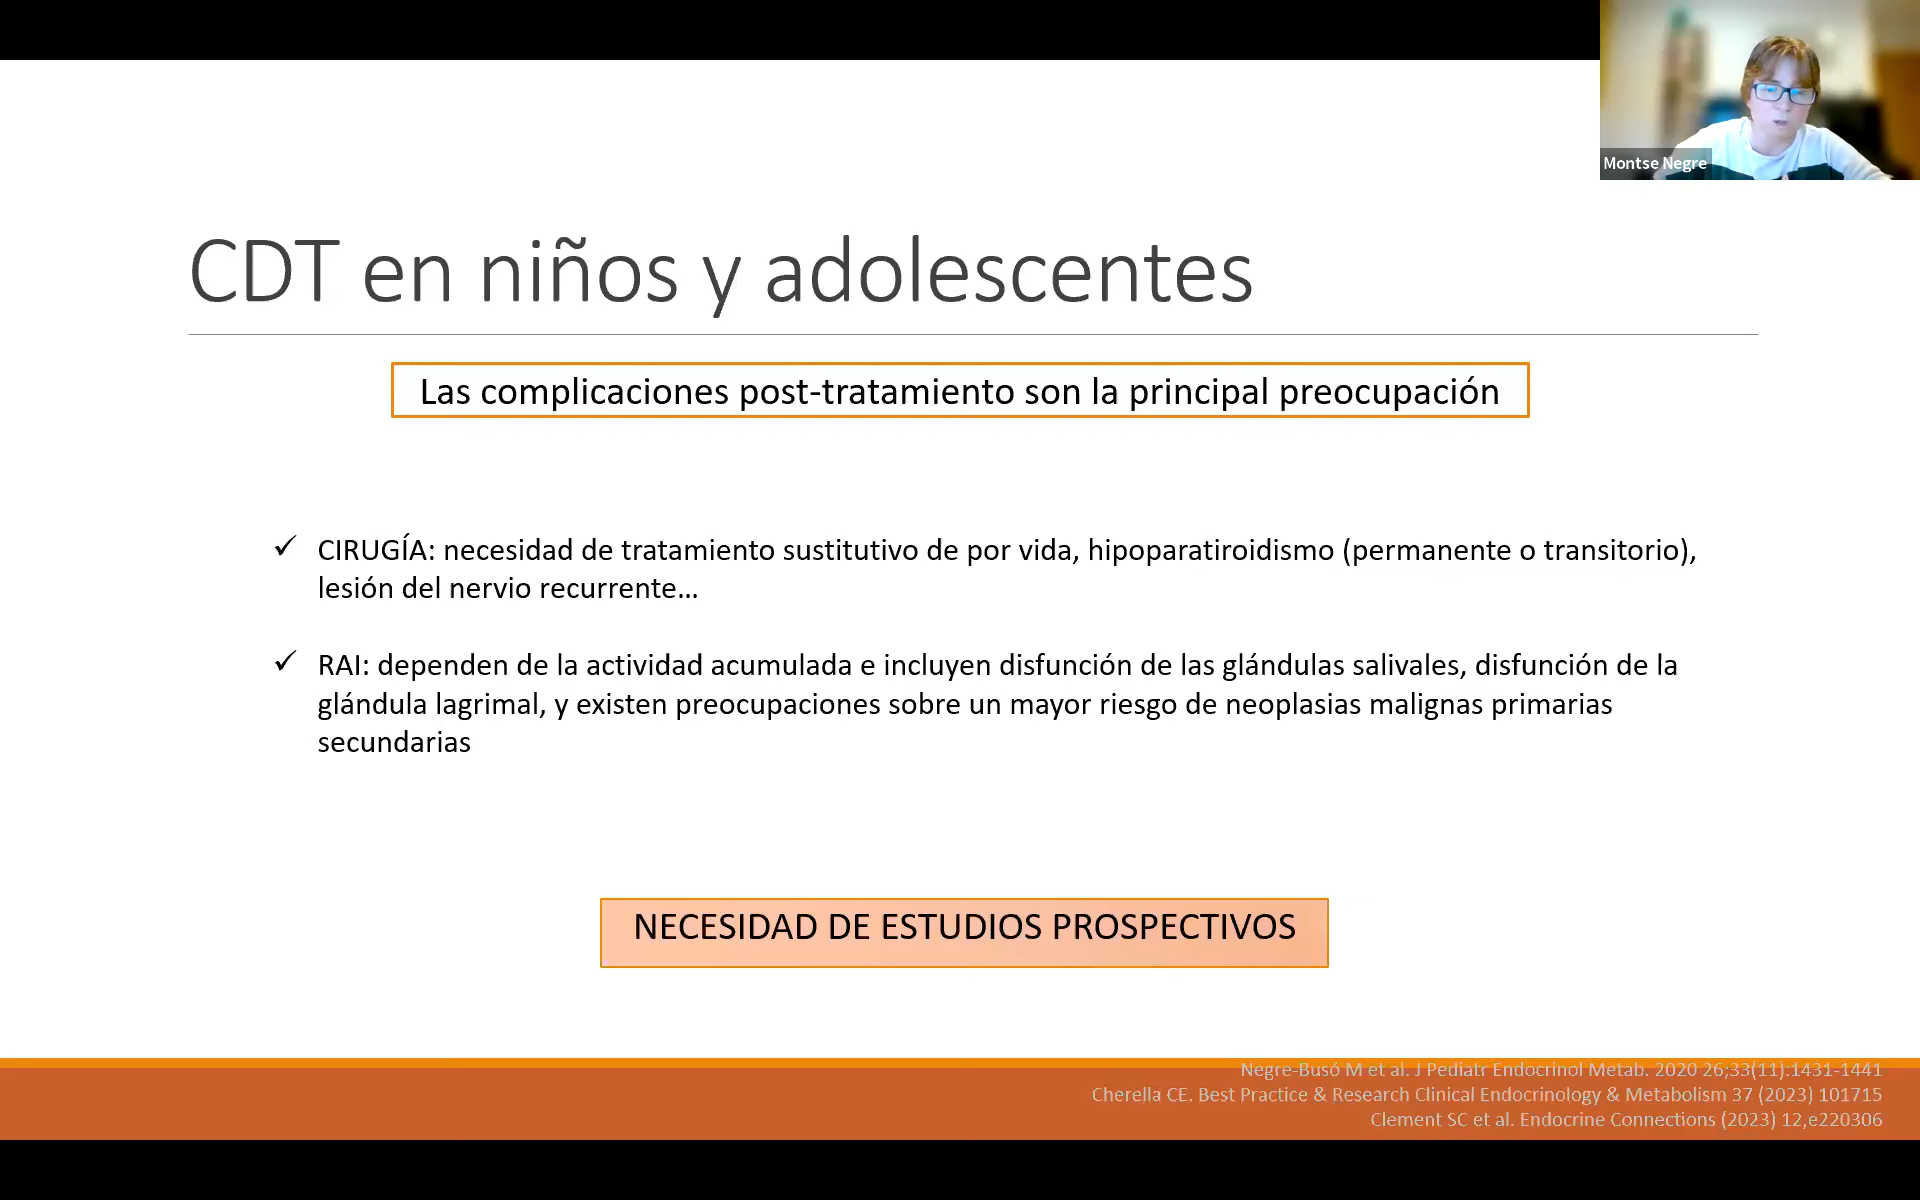 Montse Negre
CDT en niños y adolescentes
Las complicaciones post-tratamiento son la principal preocupación
✓ CIRUGÍA: necesidad de tratamiento sustitutivo de por vida, hipoparatiroidismo (permanente o transitorio),
lesión del nervio recurrente...
✓ RAI: dependen de la actividad acumulada e incluyen disfunción de las glándulas salivales, disfunción de la
glándula lagrimal, y existen preocupaciones sobre un mayor riesgo de neoplasias malignas primarias
secundarias
NECESIDAD DE ESTUDIOS PROSPECTIVOS
Negre-Busó M et al. J Pediatr Endocrinol Metab. 2020 26;33(11):1431-1441
Cherella CE. Best Practice & Research Clinical Endocrinology & Metabolism 37 (2023) 101715
Clement SC et al. Endocrine Connections (2023) 12,e220306